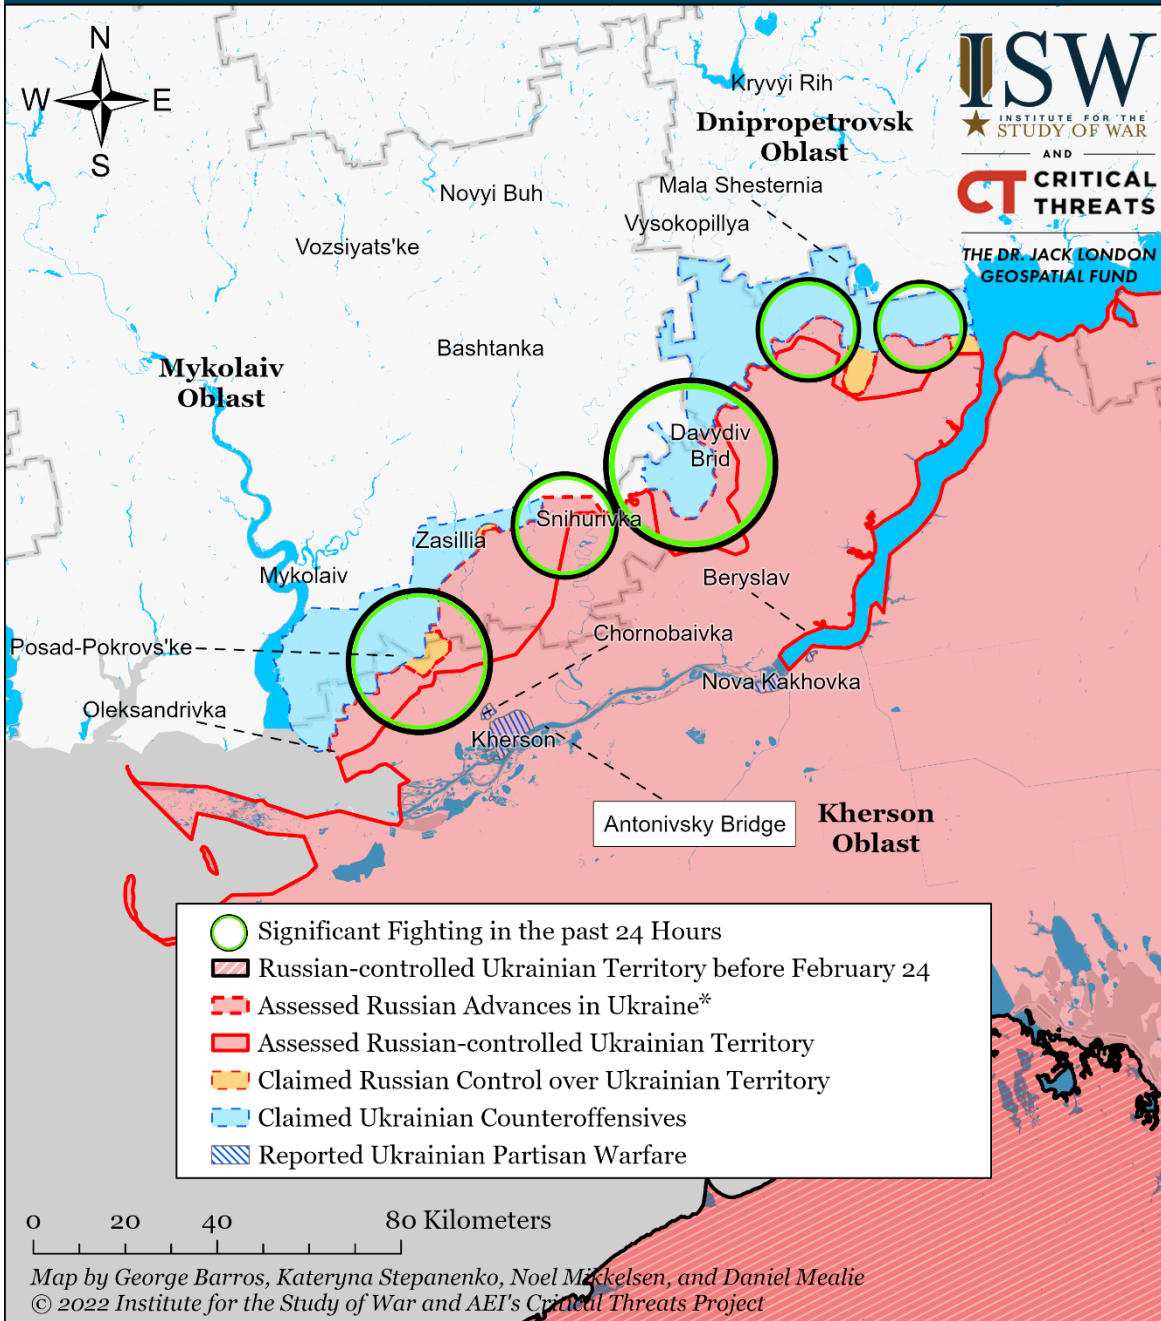 N
W
E
S
ISW
INSTITUTE FOR THE
STUDY OF WAR
AND
CT CRITICAL
THREATS
THE DR. JACK LONDON
GEOSPATIAL FUND
Kryvyi Rih
Dnipropetrovsk
Oblast
Mala Shesternia
Novyi Buh
Vysokopillya
Vozsiyats'ke
Bashtanka
Mykolaiv
Oblast
Davydiv
Brid
Snihurivka
Zasillia
Mykolaiv
Beryslav
Chornobaivka
Posad-Pokrovs'ke
Nova Kakhovka
Oleksandrivka
Kherson
Antonivsky Bridge
Kherson
Oblast
Significant Fighting in the past 24 Hours
Russian-controlled Ukrainian Territory before February 24
Assessed Russian Advances in Ukraine*
Assessed Russian-controlled Ukrainian Territory
Claimed Russian Control over Ukrainian Territory
Claimed Ukrainian Counteroffensives
Reported Ukrainian Partisan Warfare
0 20 40 80 Kilometers
Map by George Barros, Kateryna Stepanenko, Noel Mikkelsen, and Daniel Mealie
© 2022 Institute for the Study of War and AEI's Critical Threats Project